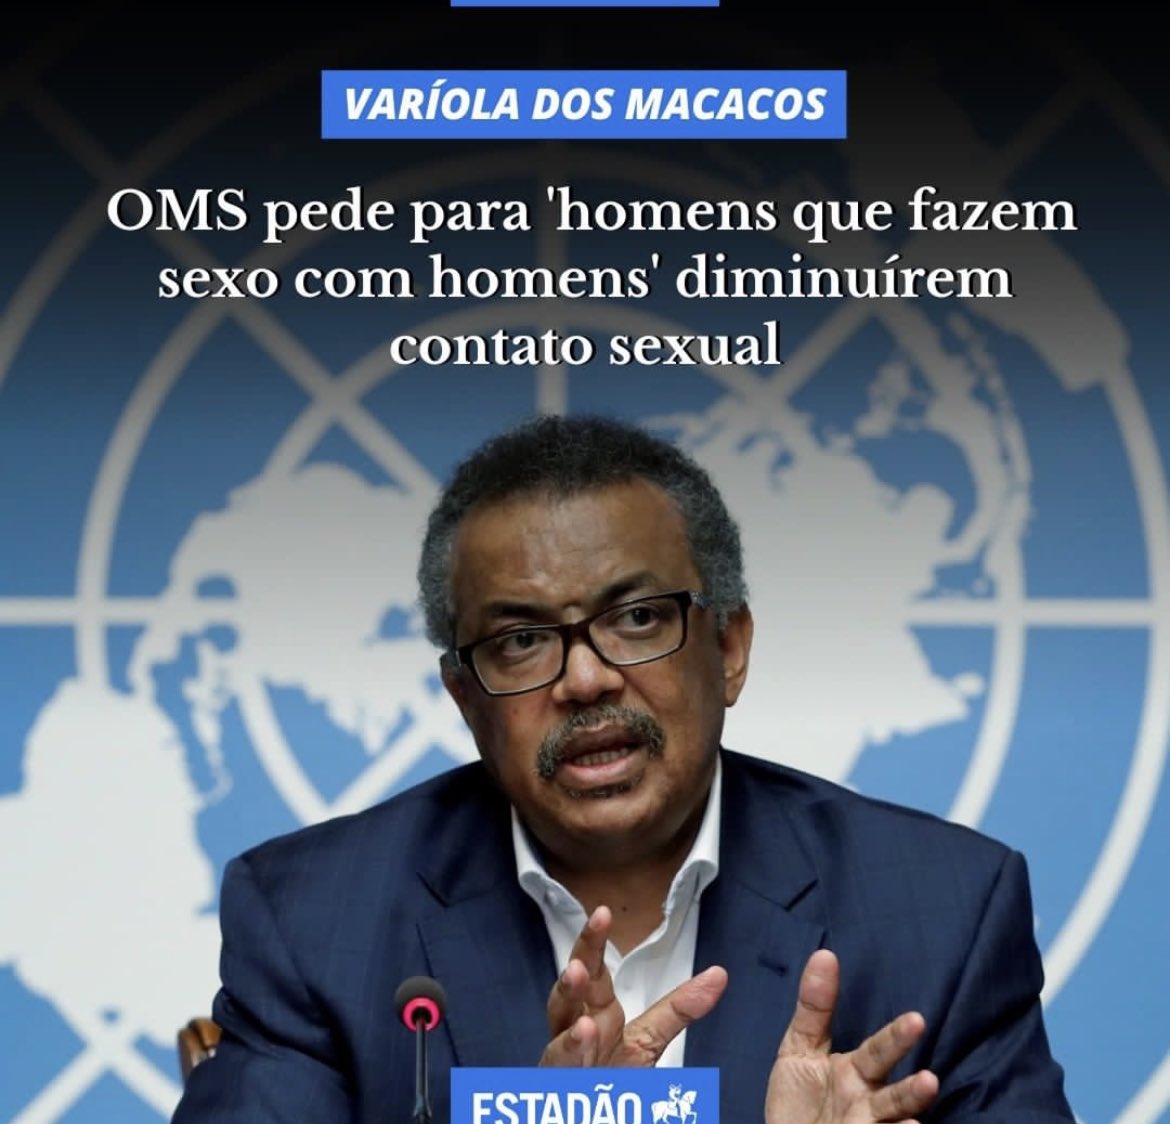 VARÍOLA DOS MACACOS
OMS pede para 'homens que fazem
sexo com homens' diminuírem
contato sexual
ESTADÃO